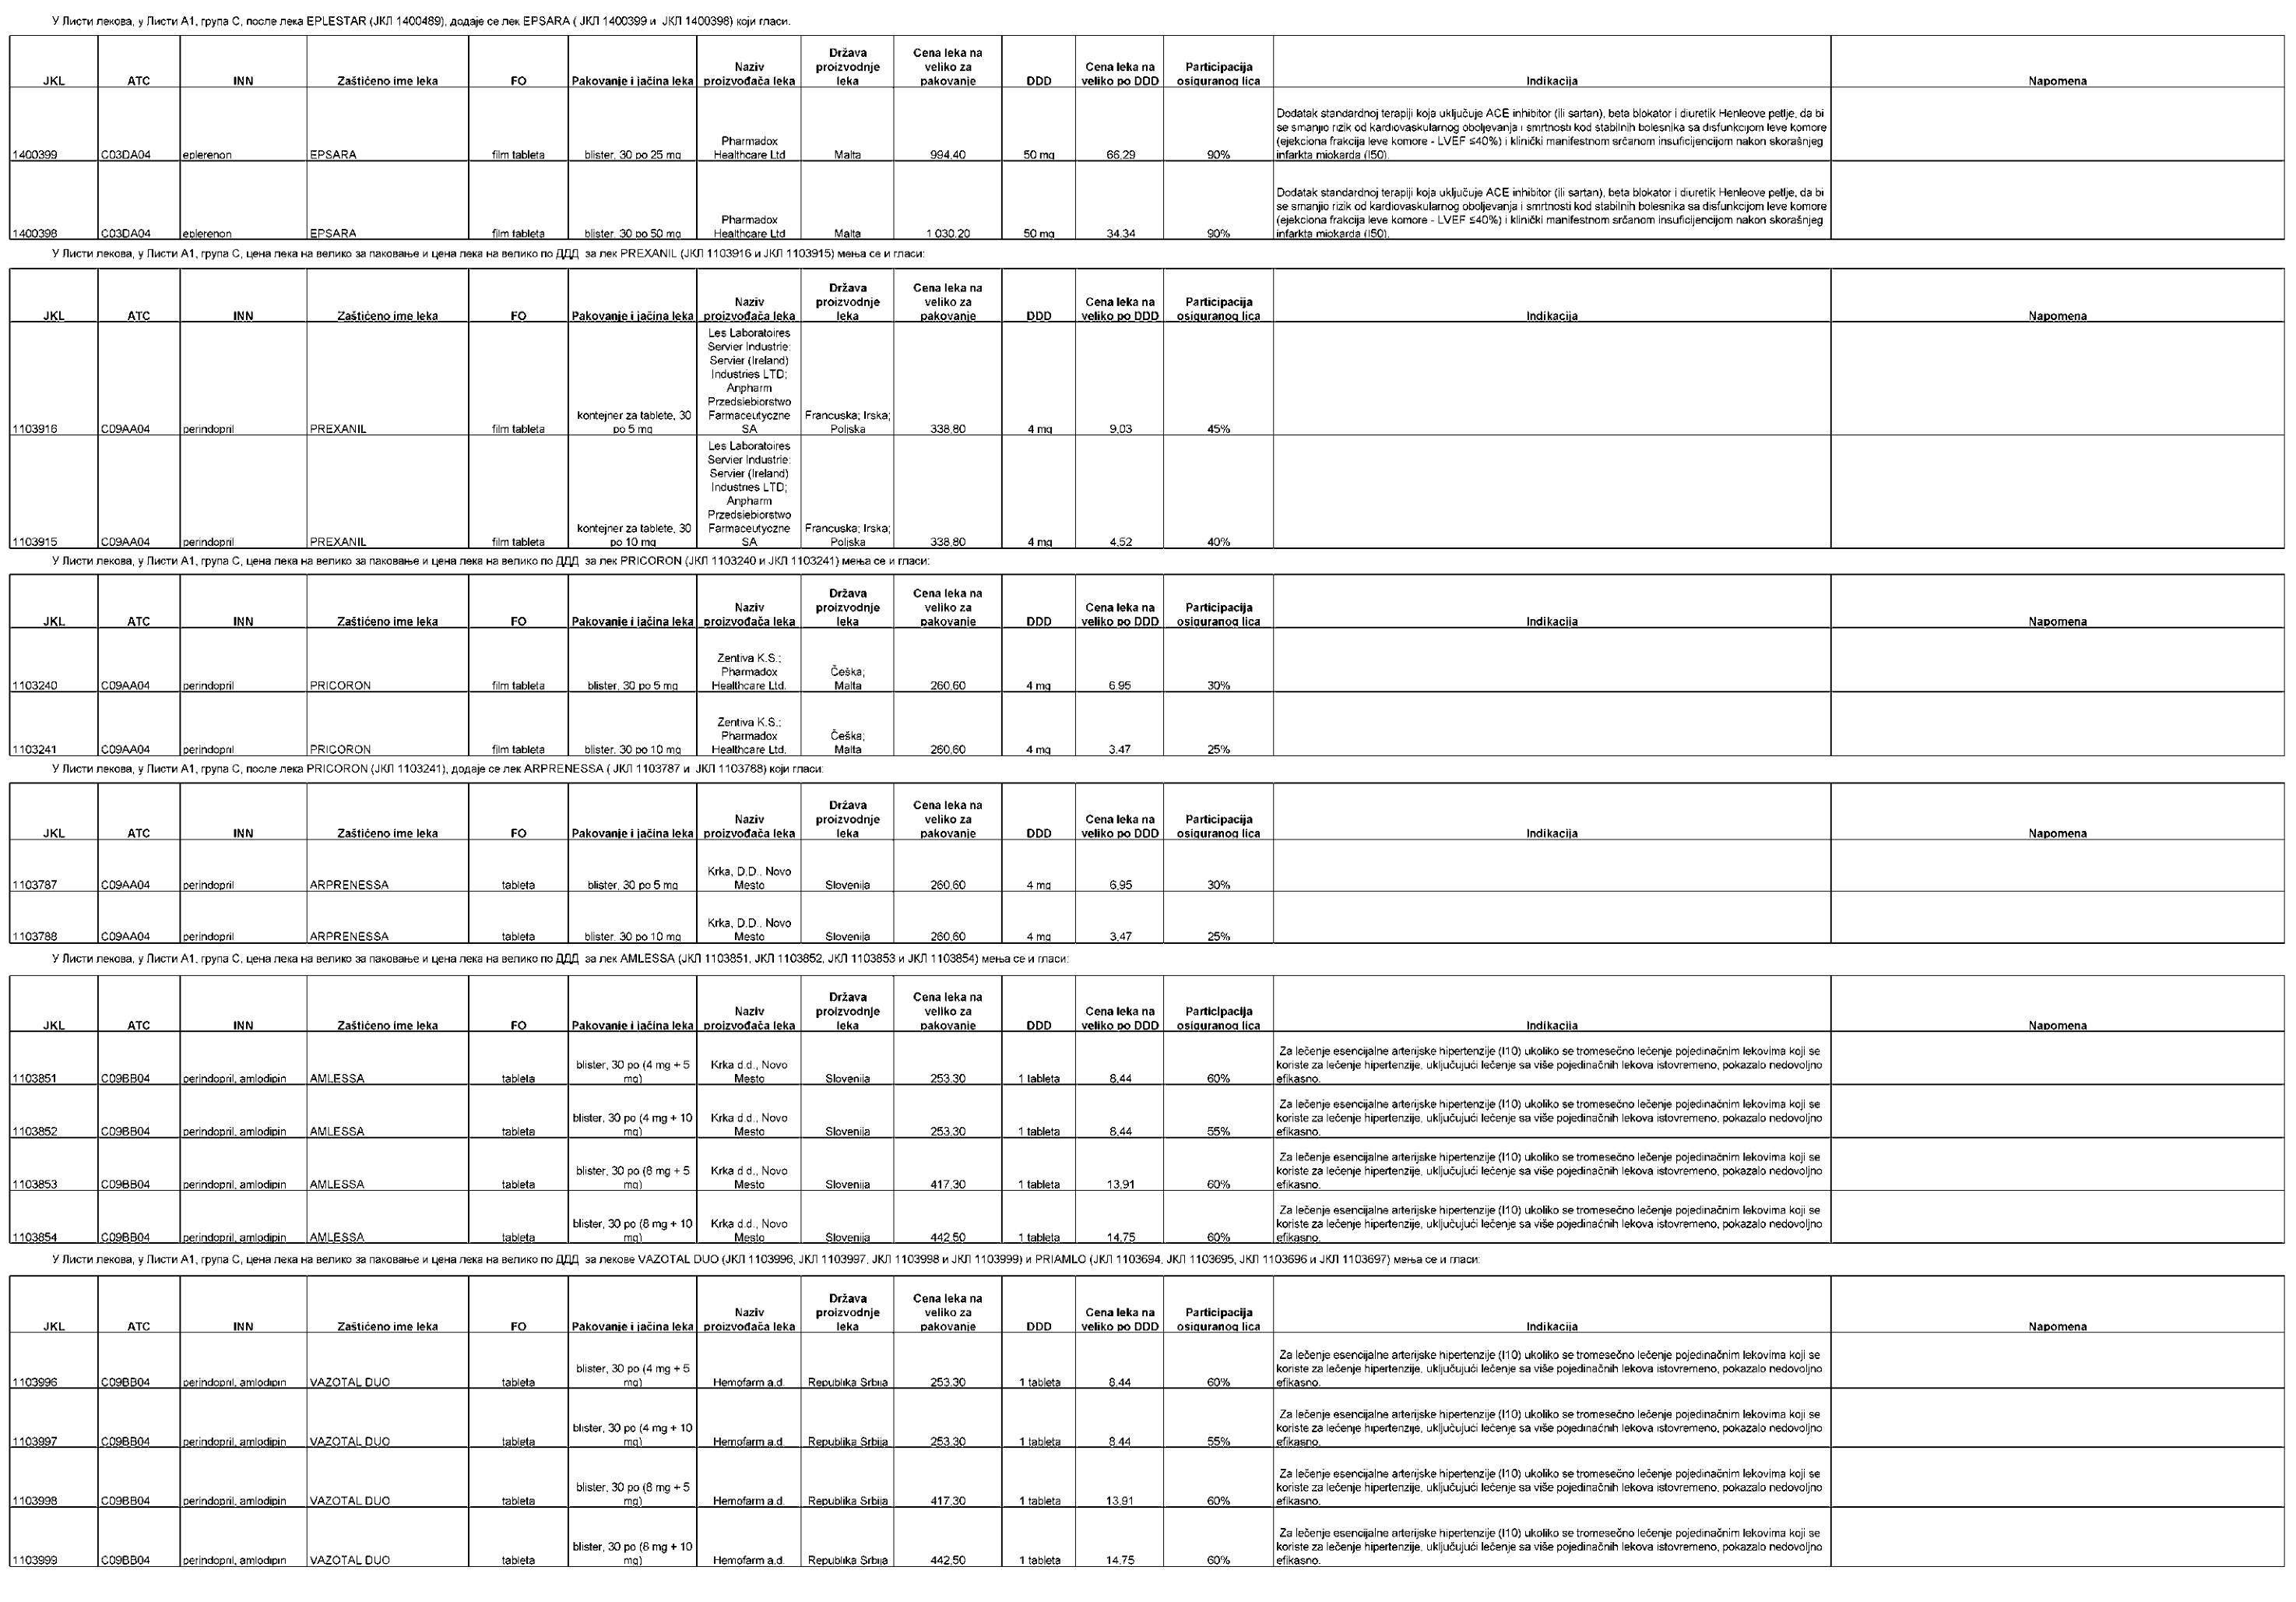 У Листи лекова, у Листи А1, група C, после лека EPLESTAR (ЈКЛ 1400489), додаје се лек EPSARA ( ЈКЛ 1400399 и ЈКЛ 1400398) који гласи:
JKL ATC INN Zaštićeno ime leka FO Pakovanje i jačina leka Naziv proizvođača leka Država proizvodnje leka Cena leka na veliko za pakovanje DDD Cena leka na veliko po DDD Participacija osiguranog lica Indikacija Napomena
1400399 C03DA04 eplerenon EPSARA film tableta blister, 30 po 25 mg Pharmadox Healthcare Ltd Malta 994,40 50 mg 66,29 90% Dodatak standardnoj terapiji koja uključuje ACE inhibitor (ili sartan), beta blokator i diuretik Henleove petlje, da bi
se smanjio rizik od kardiovaskularnog oboljevanja i smrtnosti kod stabilnih bolesnika sa disfunkcijom leve komore
(ejekciona frakcija leve komore - LVEF ≤40%) i klinički manifestnom srčanom insuficijencijom nakon skorašnjeg
infarkta miokarda (I50).
1400398 C03DA04 eplerenon EPSARA film tableta blister, 30 po 50 mg Pharmadox Healthcare Ltd Malta 1.030,20 50 mg 34,34 90% Dodatak standardnoj terapiji koja uključuje ACE inhibitor (ili sartan), beta blokator i diuretik Henleove petlje, da bi
se smanjio rizik od kardiovaskularnog oboljevanja i smrtnosti kod stabilnih bolesnika sa disfunkcijom leve komore
(ejekciona frakcija leve komore - LVEF ≤40%) i klinički manifestnom srčanom insuficijencijom nakon skorašnjeg
infarkta miokarda (I50).
У Листи лекова, у Листи А1, група C, цена лека на велико за паковање и цена лека на велико по ДДД за лек PREXANIL (ЈКЛ 1103916 и ЈКЛ 1103915) мења се и гласи:
JKL ATC INN Zaštićeno ime leka FO Pakovanje i jačina leka Naziv proizvođača leka Država proizvodnje leka Cena leka na veliko za pakovanje DDD Cena leka na veliko po DDD Participacija osiguranog lica Indikacija Napomena
1103916 C09AA04 perindopril PREXANIL film tableta kontejner za tablete, 30 po 5 mg Les Laboratoires Servier Industrie; Servier (Ireland) Industries LTD; Anpharm Przedsiebiorstwo Farmaceutyczne SA Francuska; Irska; Poljska 338,80 4 mg 9,03 45%
1103915 C09AA04 perindopril PREXANIL film tableta kontejner za tablete, 30 po 10 mg Les Laboratoires Servier Industrie; Servier (Ireland) Industries LTD; Anpharm Przedsiebiorstwo Farmaceutyczne SA Francuska; Irska; Poljska 338,80 4 mg 4,52 40%
У Листи лекова, у Листи А1, група C, цена лека на велико за паковање и цена лека на велико по ДДД за лек PRICORON (ЈКЛ 1103240 и ЈКЛ 1103241) мења се и гласи:
JKL ATC INN Zaštićeno ime leka FO Pakovanje i jačina leka Naziv proizvođača leka Država proizvodnje leka Cena leka na veliko za pakovanje DDD Cena leka na veliko po DDD Participacija osiguranog lica Indikacija Napomena
1103240 C09AA04 perindopril PRICORON film tableta blister, 30 po 5 mg Zentiva K.S.; Pharmadox Healthcare Ltd. Češka; Malta 260,60 4 mg 6,95 30%
1103241 C09AA04 perindopril PRICORON film tableta blister, 30 po 10 mg Zentiva K.S.; Pharmadox Healthcare Ltd. Češka; Malta 260,60 4 mg 3,47 25%
У Листи лекова, у Листи А1, група C, после лека PRICORON (ЈКЛ 1103241), додаје се лек ARPRENESSA ( ЈКЛ 1103787 и ЈКЛ 1103788) који гласи:
JKL ATC INN Zaštićeno ime leka FO Pakovanje i jačina leka Naziv proizvođača leka Država proizvodnje leka Cena leka na veliko za pakovanje DDD Cena leka na veliko po DDD Participacija osiguranog lica Indikacija Napomena
1103787 C09AA04 perindopril ARPRENESSA tableta blister, 30 po 5 mg Krka, D.D., Novo Mesto Slovenija 260,60 4 mg 6,95 30%
1103788 C09AA04 perindopril ARPRENESSA tableta blister, 30 po 10 mg Krka, D.D., Novo Mesto Slovenija 260,60 4 mg 3,47 25%
У Листи лекова, у Листи А1, група C, цена лека на велико за паковање и цена лека на велико по ДДД за лек AMLESSA (ЈКЛ 1103851, ЈКЛ 1103852, ЈКЛ 1103853 и ЈКЛ 1103854) мења се и гласи:
JKL ATC INN Zaštićeno ime leka FO Pakovanje i jačina leka Naziv proizvođača leka Država proizvodnje leka Cena leka na veliko za pakovanje DDD Cena leka na veliko po DDD Participacija osiguranog lica Indikacija Napomena
1103851 C09BB04 perindopril, amlodipin AMLESSA tableta blister, 30 po (4 mg + 5 mg) Krka d.d., Novo Mesto Slovenija 253,30 1 tableta 8,44 60% Za lečenje esencijalne arterijske hipertenzije (I10) ukoliko se tromesečno lečenje pojedinačnim lekovima koji se
koriste za lečenje hipertenzije, uključujući lečenje sa više pojedinačnih lekova istovremeno, pokazalo nedovoljno
efikasno.
1103852 C09BB04 perindopril, amlodipin AMLESSA tableta blister, 30 po (4 mg + 10 mg) Krka d.d., Novo Mesto Slovenija 253,30 1 tableta 8,44 55% Za lečenje esencijalne arterijske hipertenzije (I10) ukoliko se tromesečno lečenje pojedinačnim lekovima koji se
koriste za lečenje hipertenzije, uključujući lečenje sa više pojedinačnih lekova istovremeno, pokazalo nedovoljno
efikasno.
1103853 C09BB04 perindopril, amlodipin AMLESSA tableta blister, 30 po (8 mg + 5 mg) Krka d.d., Novo Mesto Slovenija 417,30 1 tableta 13,91 60% Za lečenje esencijalne arterijske hipertenzije (I10) ukoliko se tromesečno lečenje pojedinačnim lekovima koji se
koriste za lečenje hipertenzije, uključujući lečenje sa više pojedinačnih lekova istovremeno, pokazalo nedovoljno
efikasno.
1103854 C09BB04 perindopril, amlodipin AMLESSA tableta blister, 30 po (8 mg + 10 mg) Krka d.d., Novo Mesto Slovenija 442,50 1 tableta 14,75 60% Za lečenje esencijalne arterijske hipertenzije (I10) ukoliko se tromesečno lečenje pojedinačnim lekovima koji se
koriste za lečenje hipertenzije, uključujući lečenje sa više pojedinačnih lekova istovremeno, pokazalo nedovoljno
efikasno.
У Листи лекова, у Листи А1, група C, цена лека на велико за паковање и цена лека на велико по ДДД за лекове VAZOTAL DUO (ЈКЛ 1103996, ЈКЛ 1103997, ЈКЛ 1103998 и ЈКЛ 1103999) и PRIAMLO (ЈКЛ 1103694, ЈКЛ 1103695, ЈКЛ 1103696 и ЈКЛ 1103697) мења се и гласи:
JKL ATC INN Zaštićeno ime leka FO Pakovanje i jačina leka Naziv proizvođača leka Država proizvodnje leka Cena leka na veliko za pakovanje DDD Cena leka na veliko po DDD Participacija osiguranog lica Indikacija Napomena
1103996 C09BB04 perindopril, amlodipin VAZOTAL DUO tableta blister, 30 po (4 mg + 5 mg) Hemofarm a.d. Republika Srbija 253,30 1 tableta 8,44 60% Za lečenje esencijalne arterijske hipertenzije (I10) ukoliko se tromesečno lečenje pojedinačnim lekovima koji se
koriste za lečenje hipertenzije, uključujući lečenje sa više pojedinačnih lekova istovremeno, pokazalo nedovoljno
efikasno.
1103997 C09BB04 perindopril, amlodipin VAZOTAL DUO tableta blister, 30 po (4 mg + 10 mg) Hemofarm a.d. Republika Srbija 253,30 1 tableta 8,44 55% Za lečenje esencijalne arterijske hipertenzije (I10) ukoliko se tromesečno lečenje pojedinačnim lekovima koji se
koriste za lečenje hipertenzije, uključujući lečenje sa više pojedinačnih lekova istovremeno, pokazalo nedovoljno
efikasno.
1103998 C09BB04 perindopril, amlodipin VAZOTAL DUO tableta blister, 30 po (8 mg + 5 mg) Hemofarm a.d. Republika Srbija 417,30 1 tableta 13,91 60% Za lečenje esencijalne arterijske hipertenzije (I10) ukoliko se tromesečno lečenje pojedinačnim lekovima koji se
koriste za lečenje hipertenzije, uključujući lečenje sa više pojedinačnih lekova istovremeno, pokazalo nedovoljno
efikasno.
1103999 C09BB04 perindopril, amlodipin VAZOTAL DUO tableta blister, 30 po (8 mg + 10 mg) Hemofarm a.d. Republika Srbija 442,50 1 tableta 14,75 60% Za lečenje esencijalne arterijske hipertenzije (I10) ukoliko se tromesečno lečenje pojedinačnim lekovima koji se
koriste za lečenje hipertenzije, uključujući lečenje sa više pojedinačnih lekova istovremeno, pokazalo nedovoljno
efikasno.